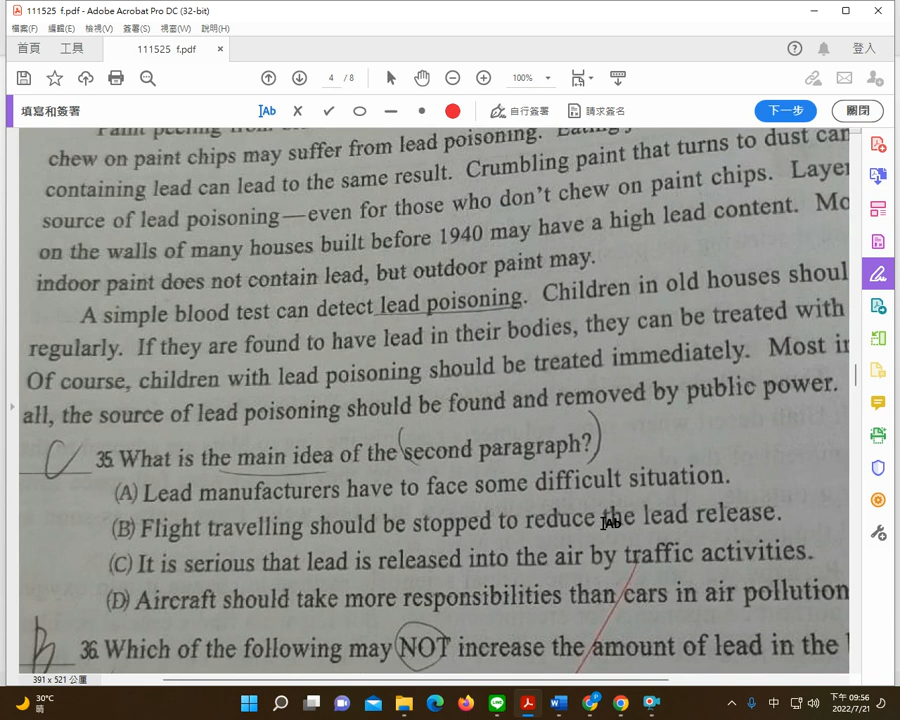 111525  f.pdf - Adobe Acrobat Pro DC (32-bit)
檔案(F) 編輯(E) 檢視(V) 簽署(S) 視窗(W) 說明(H)
首頁 工具 111525  f.pdf × 登入
4 / 8 100%
填寫和簽署 Ab 自行簽署 請求簽名 下一步 關閉
Paint peeling from
chew on paint chips may suffer from lead poisoning. Eating
containing lead can lead to the same result. Crumbling paint that turns to dust can
source of lead poisoning—even for those who don't chew on paint chips. Layer
on the walls of many houses built before 1940 may have a high lead content. Mo
indoor paint does not contain lead, but outdoor paint may.
A simple blood test can detect lead poisoning. Children in old houses shoul
regularly. If they are found to have lead in their bodies, they can be treated with
Of course, children with lead poisoning should be treated immediately. Most i
all, the source of lead poisoning should be found and removed by public power.
C 35. What is the main idea of the (second paragraph?)
(A) Lead manufacturers have to face some difficult situation.
(B) Flight travelling should be stopped to reduce the lead release.
Ab
(C) It is serious that lead is released into the air by traffic activities.
(D) Aircraft should take more responsibilities than cars in air pollution
b 36. Which of the following may NOT increase the amount of lead in the
391 x 521 公厘
30°C
晴
中
下午 09:56
2022/7/21